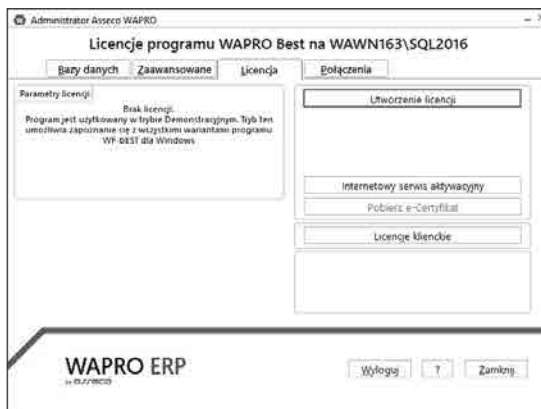 Administrator Asseco WAPRO
Licencje programu WAPRO Best na WAWN163\SQL2016
Bazy danych Zaawansowane Licencja Połączenia
Parametry licencji
Brak licencji.
Program jest użytkowany w trybie Demonstracyjnym. Tryb ten
umożliwia zapoznanie się z wszystkimi wariantami programu
WF-bEST dla Windows
Utworzenie licencji
Internetowy serwis aktywacyjny
Pobierz e-Certyfikat
Licencje klienckie
WAPRO ERP
by asseco
Wyloguj ? Zamknij